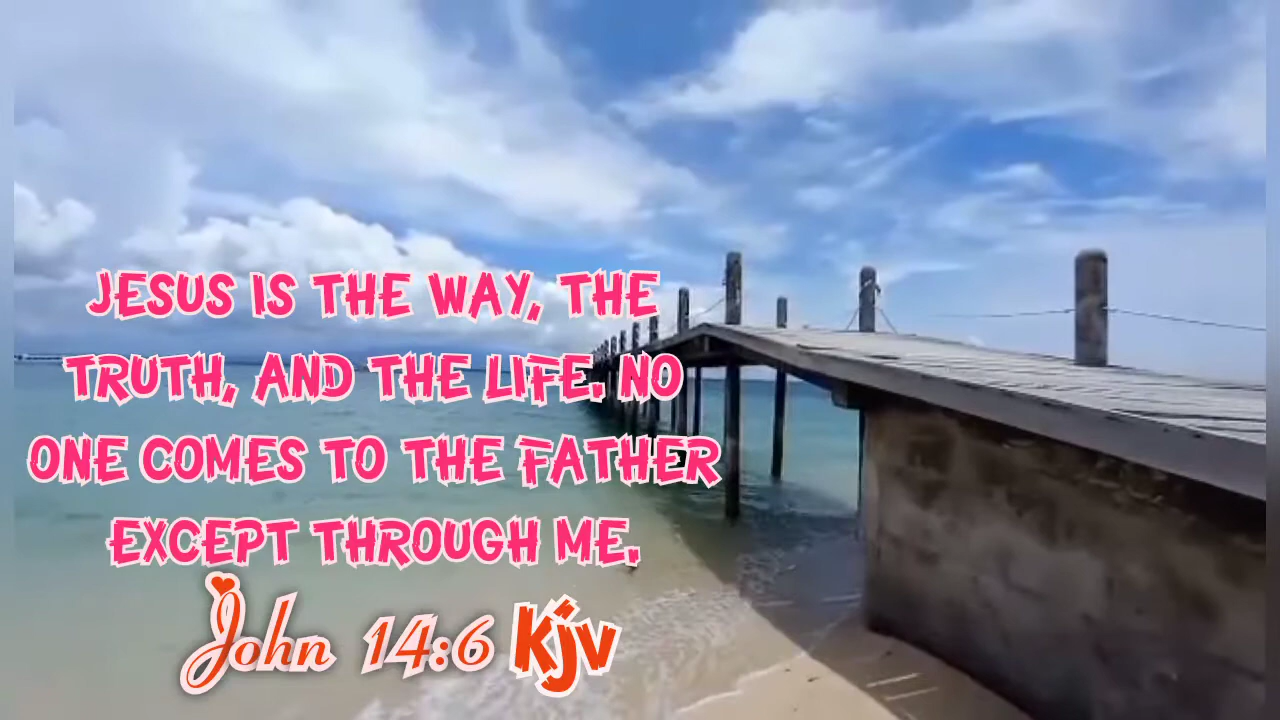 JESUS IS THE WAY, THE
TRUTH, AND THE LIFE. NO
ONE COMES TO THE FATHER
EXCEPT THROUGH ME.
John 14:6 Kjv